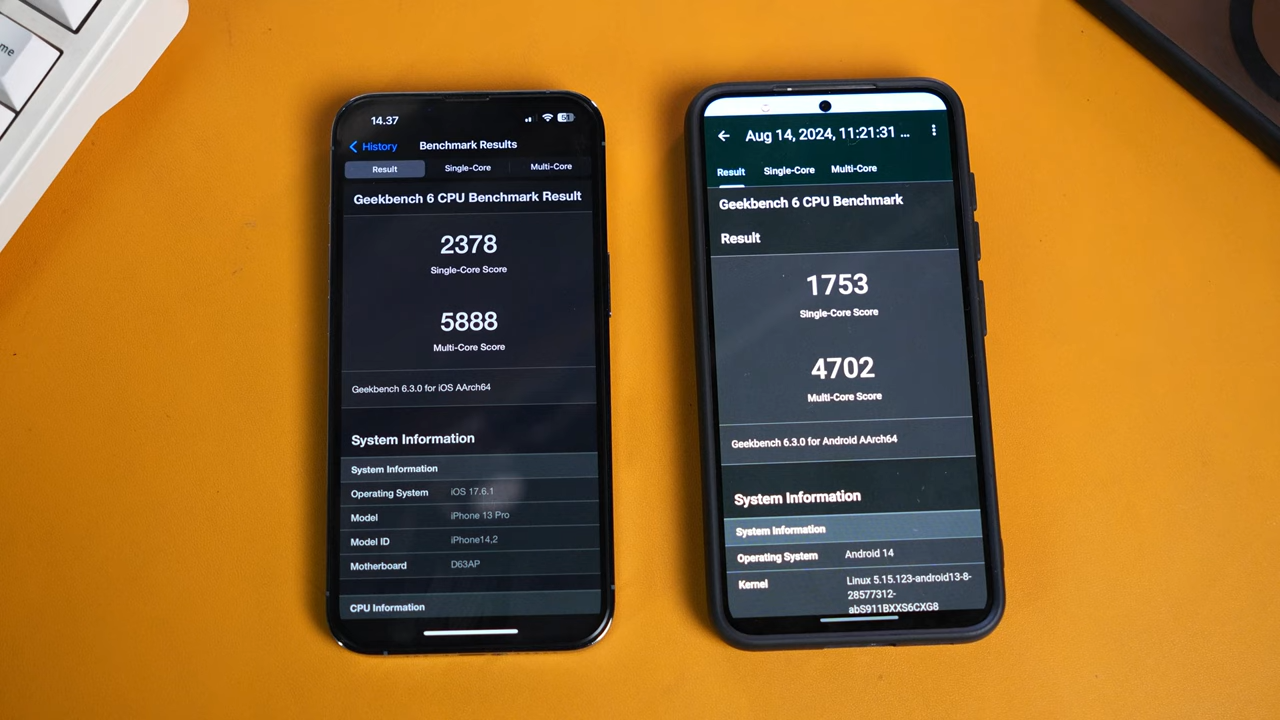 me
14.37
History
Benchmark Results
Result Single-Core Multi-Core
Geekbench 6 CPU Benchmark Result
2378
Single-Core Score
5888
Multi-Core Score
Geekbench 6.3.0 for iOS AArch64
System Information
System Information
Operating System iOS 17.6.1
Model iPhone 13 Pro
Model ID iPhone14,2
Motherboard D63AP
CPU Information
Aug 14, 2024, 11:21:31 ...
Result Single-Core Multi-Core
Geekbench 6 CPU Benchmark
Result
1753
Single-Core Score
4702
Multi-Core Score
Geekbench 6.3.0 for Android AArch64
System Information
System Information
Operating System Android 14
Kernel Linux 5.15.123-android13-8-
28577312-
abS911BXXS6CXG8